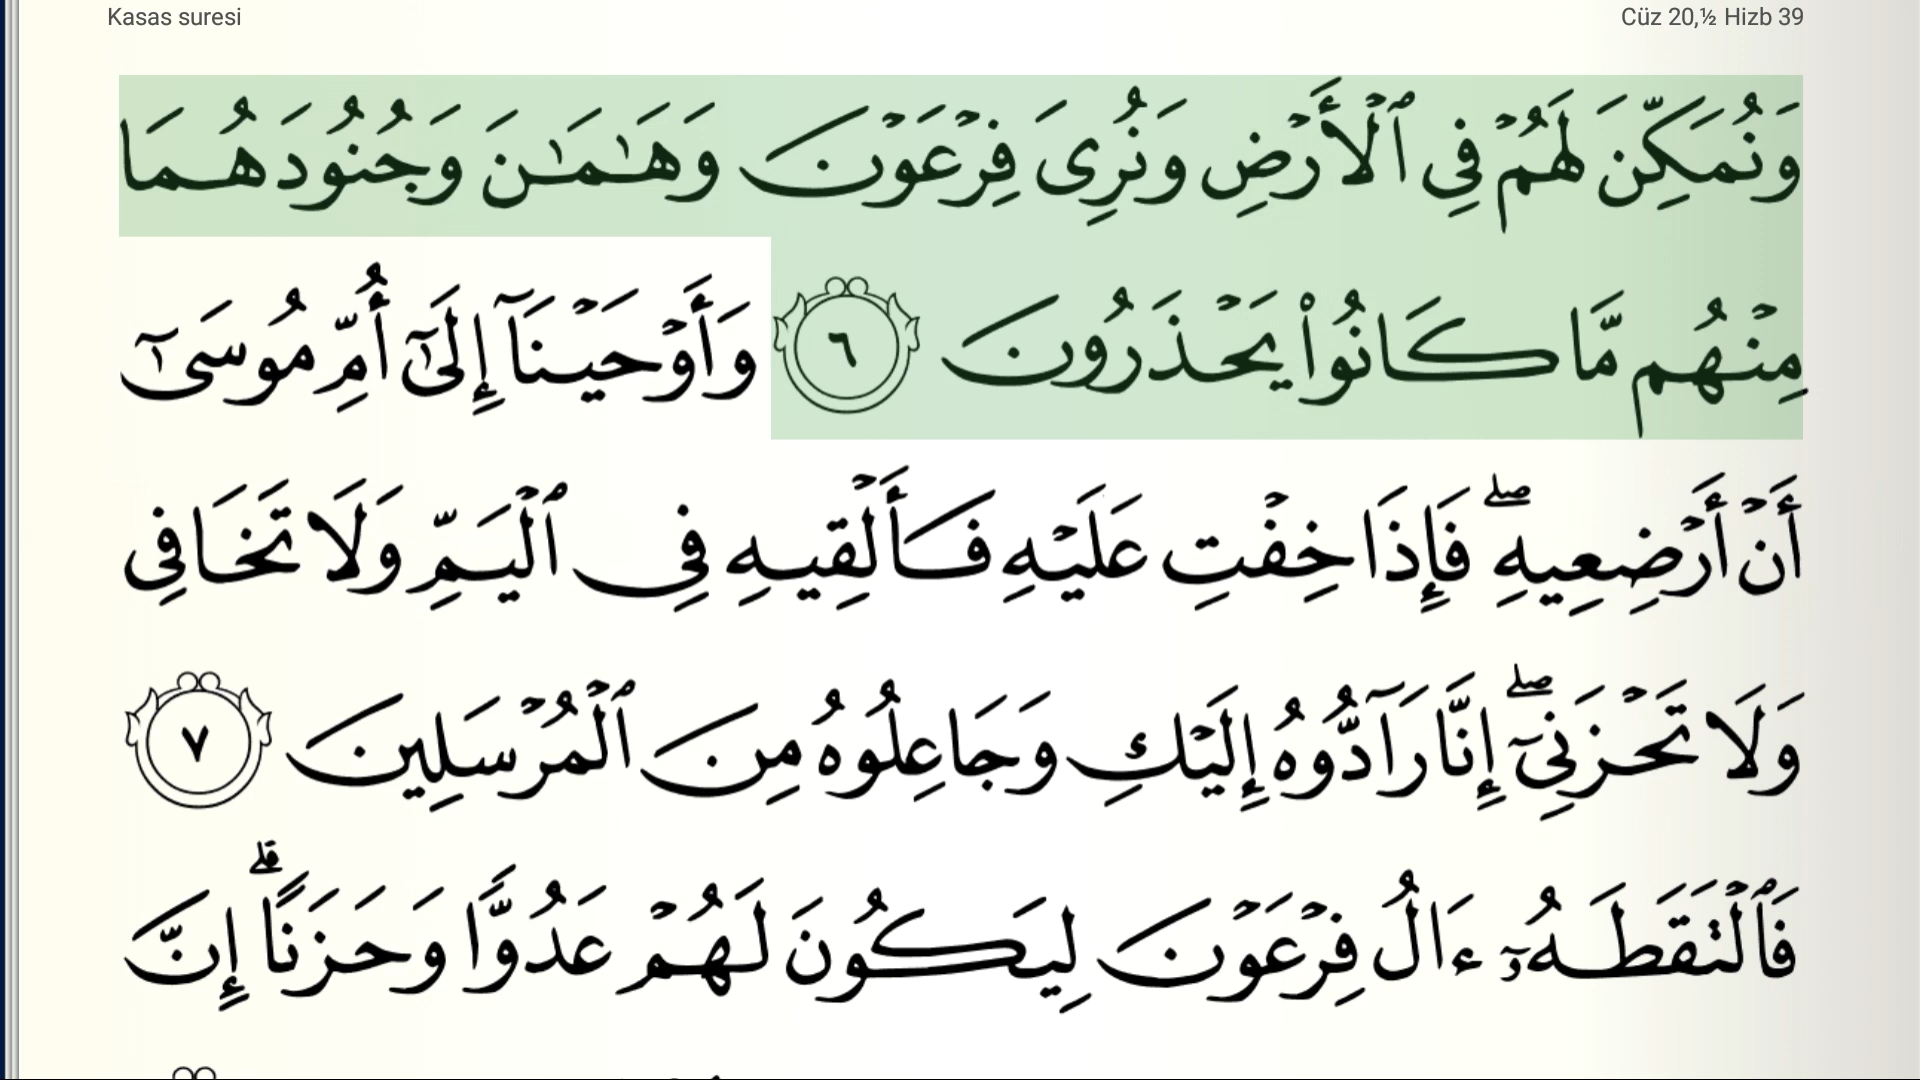 Kasas suresi
Cüz 20,½ Hizb 39
وَنُمَكِّنَ لَهُمْ فِى ٱلْأَرْضِ وَنُرِىَ فِرْعَوْنَ وَهَـٰمَـٰنَ وَجُنُودَهُمَا
مِنْهُم مَّا كَانُوا۟ يَحْذَرُونَ ٦ وَأَوْحَيْنَآ إِلَىٰٓ أُمِّ مُوسَىٰٓ
أَنْ أَرْضِعِيهِ ۖ فَإِذَا خِفْتِ عَلَيْهِ فَأَلْقِيهِ فِى ٱلْيَمِّ وَلَا تَخَافِى
وَلَا تَحْزَنِىٓ ۖ إِنَّا رَآدُّوهُ إِلَيْكِ وَجَاعِلُوهُ مِنَ ٱلْمُرْسَلِينَ ٧
فَٱلْتَقَطَهُۥٓ ءَالُ فِرْعَوْنَ لِيَكُونَ لَهُمْ عَدُوًّا وَحَزَنًا ۗ إِنَّ